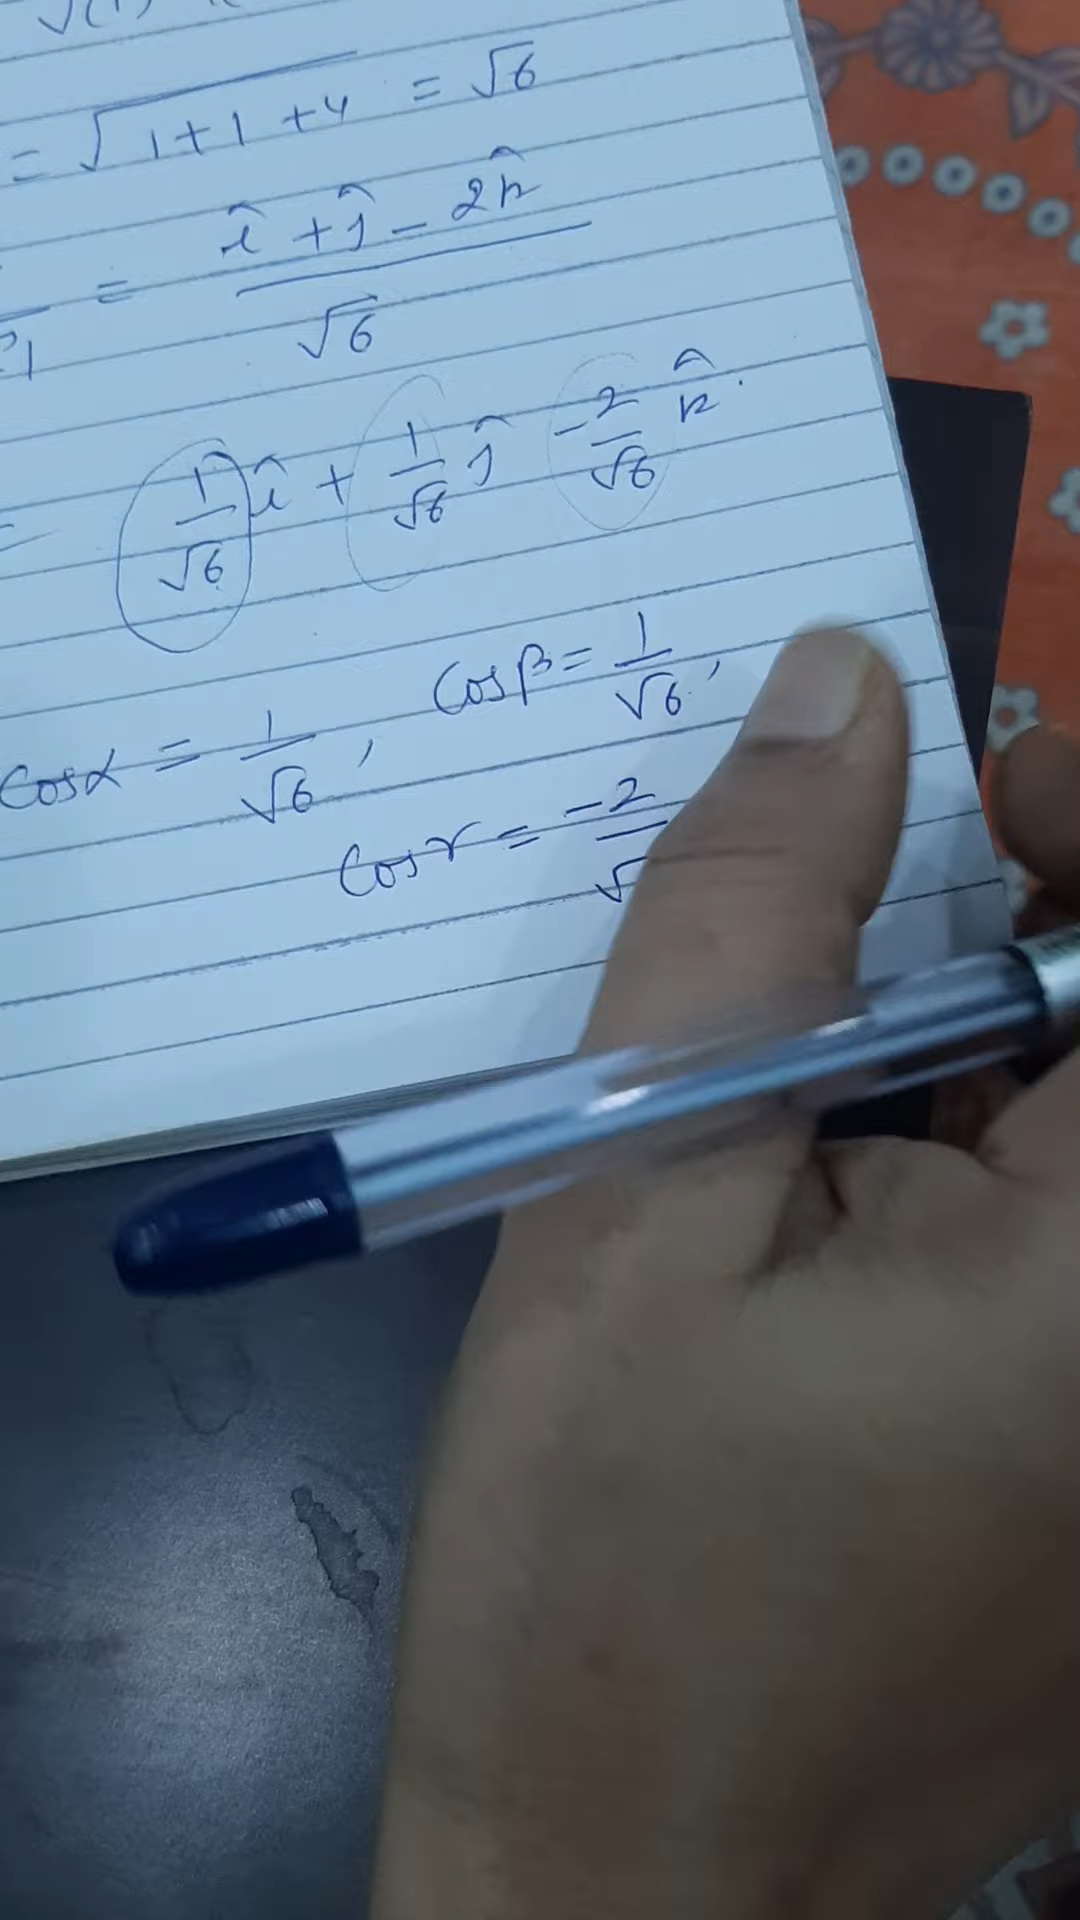 = √1+1+4 = √6
= î + ĵ - 2k̂
√6
= 1/√6 î + 1/√6 ĵ - 2/√6 k̂.
cosα = 1/√6, cosβ = 1/√6,
cosγ = -2/√